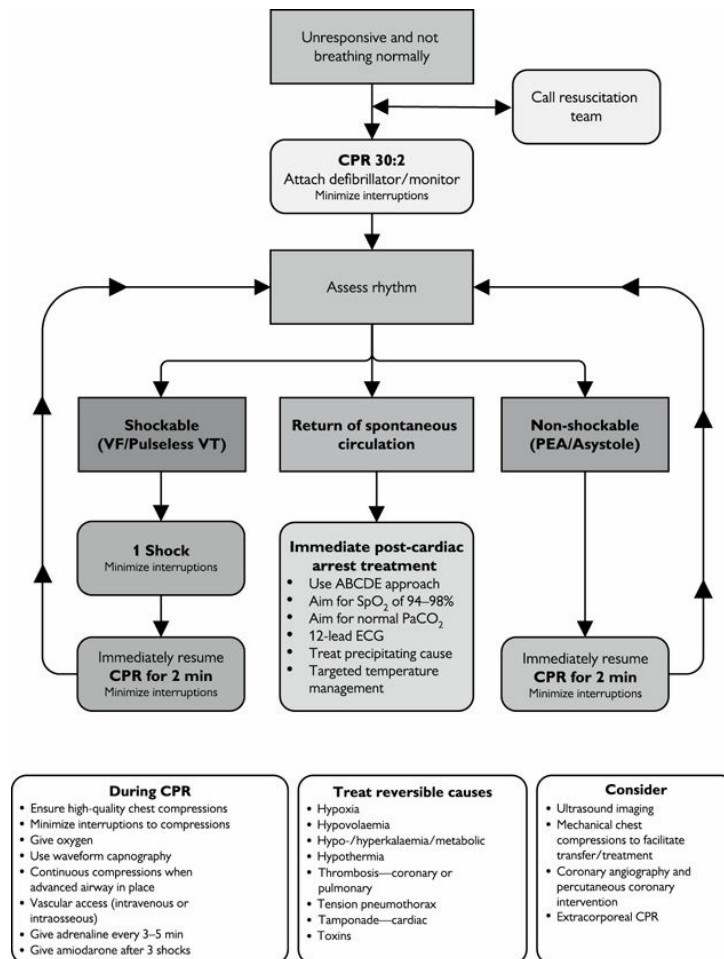 Unresponsive and not
breathing normally
Call resuscitation
team
CPR 30:2
Attach defibrillator/monitor
Minimize interruptions
Assess rhythm
Shockable
(VF/Pulseless VT)
Return of spontaneous
circulation
Non-shockable
(PEA/Asystole)
1 Shock
Minimize interruptions
Immediately resume
CPR for 2 min
Minimize interruptions
Immediate post-cardiac
arrest treatment
• Use ABCDE approach
• Aim for SpO₂ of 94–98%
• Aim for normal PaCO₂
• 12-lead ECG
• Treat precipitating cause
• Targeted temperature
management
Immediately resume
CPR for 2 min
Minimize interruptions
During CPR
• Ensure high-quality chest compressions
• Minimize interruptions to compressions
• Give oxygen
• Use waveform capnography
• Continuous compressions when
advanced airway in place
• Vascular access (intravenous or
intraosseous)
• Give adrenaline every 3–5 min
• Give amiodarone after 3 shocks
Treat reversible causes
• Hypoxia
• Hypovolaemia
• Hypo-/hyperkalaemia/metabolic
• Hypothermia
• Thrombosis—coronary or
pulmonary
• Tension pneumothorax
• Tamponade—cardiac
• Toxins
Consider
• Ultrasound imaging
• Mechanical chest
compressions to facilitate
transfer/treatment
• Coronary angiography and
percutaneous coronary
intervention
• Extracorporeal CPR